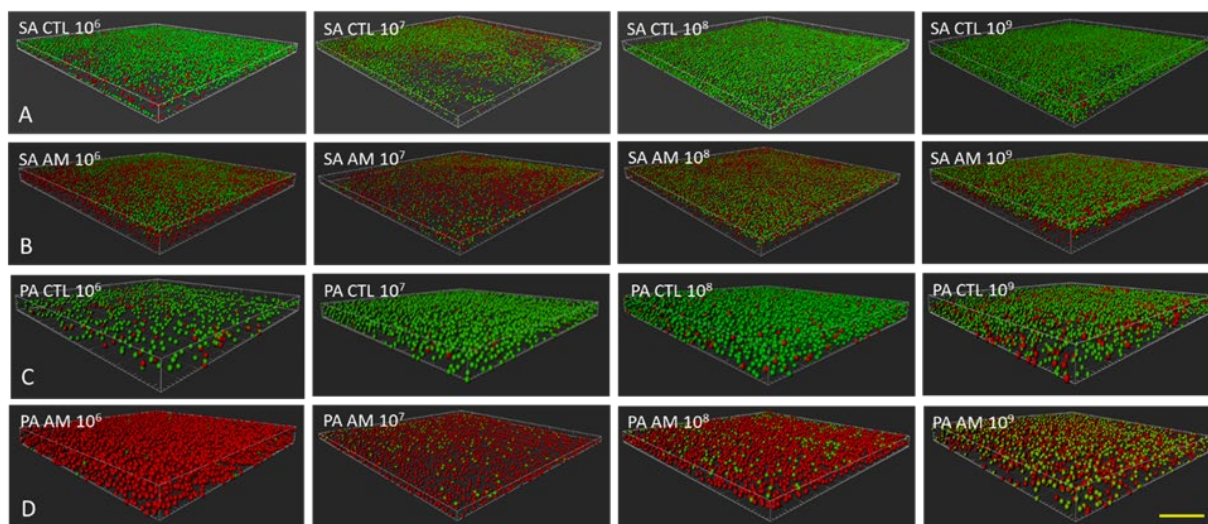 SA CTL 10⁶
SA CTL 10⁷
SA CTL 10⁸
SA CTL 10⁹
A
SA AM 10⁶
SA AM 10⁷
SA AM 10⁸
SA AM 10⁹
B
PA CTL 10⁶
PA CTL 10⁷
PA CTL 10⁸
PA CTL 10⁹
C
PA AM 10⁶
PA AM 10⁷
PA AM 10⁸
PA AM 10⁹
D